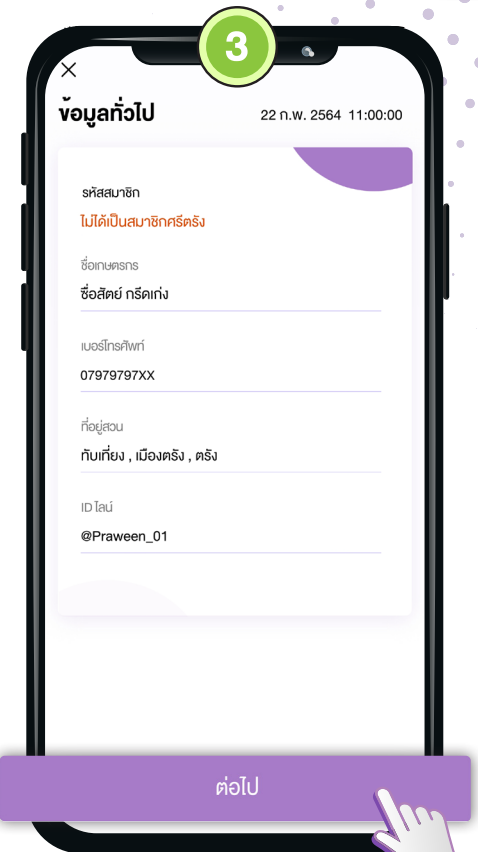 3
ข้อมูลทั่วไป
22 ก.พ. 2564 11:00:00
รหัสสมาชิก
ไม่ได้เป็นสมาชิกศรีตรัง
ชื่อเกษตรกร
ซื่อสัตย์ กรีดเก่ง
เบอร์โทรศัพท์
07979797XX
ที่อยู่สวน
ทับเที่ยง , เมืองตรัง , ตรัง
ID ไลน์
@Praween_01
ต่อไป